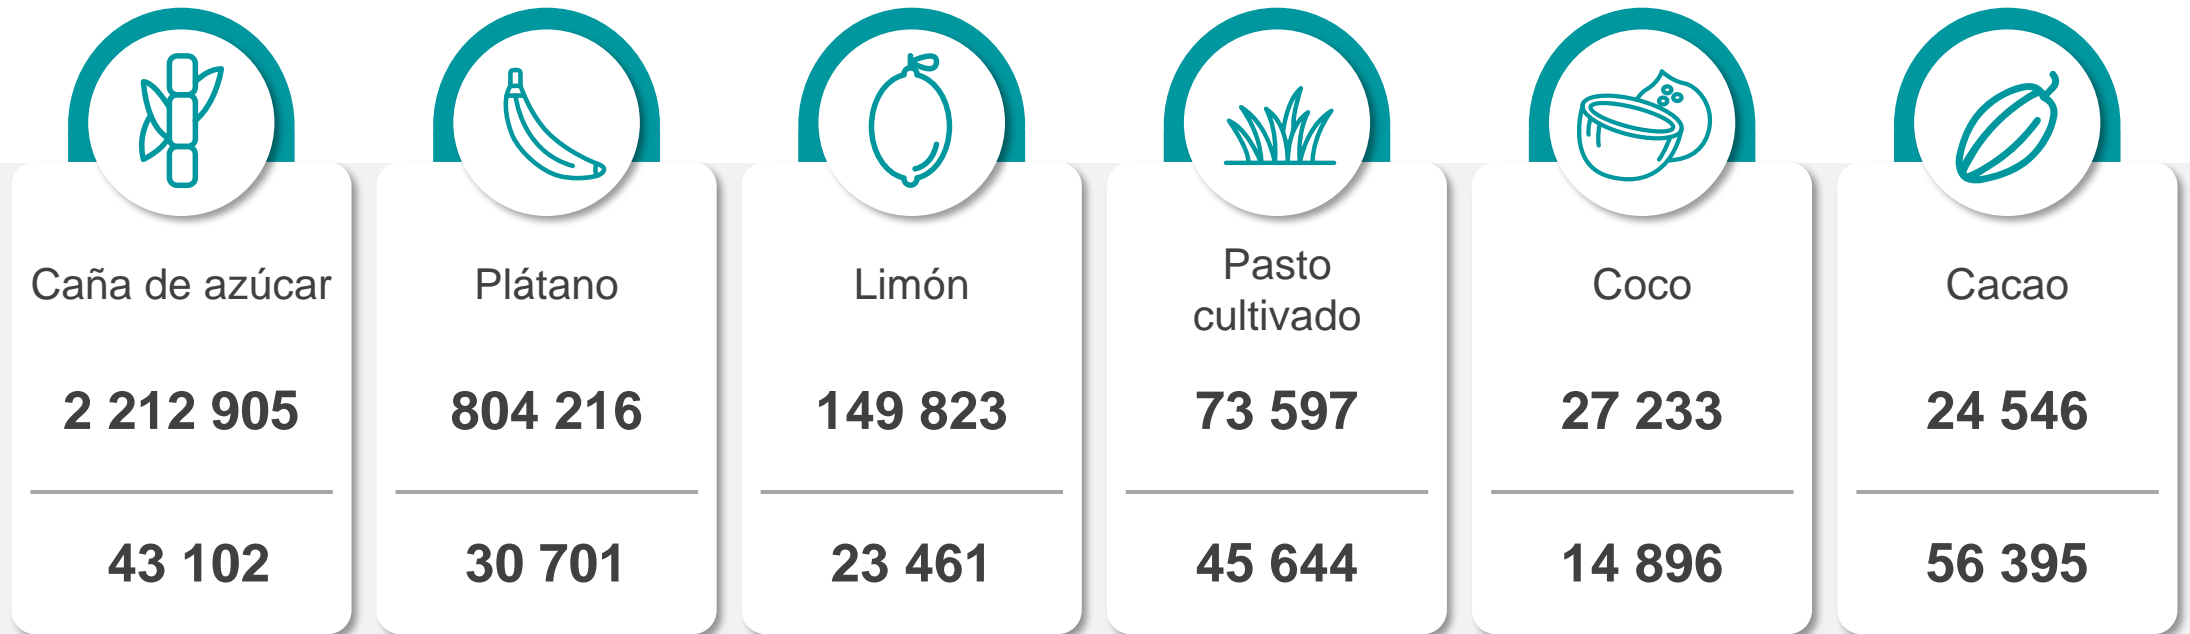 Caña de azúcar
2 212 905
43 102
Plátano
804 216
30 701
Limón
149 823
23 461
Pasto
cultivado
73 597
45 644
Coco
27 233
14 896
Cacao
24 546
56 395